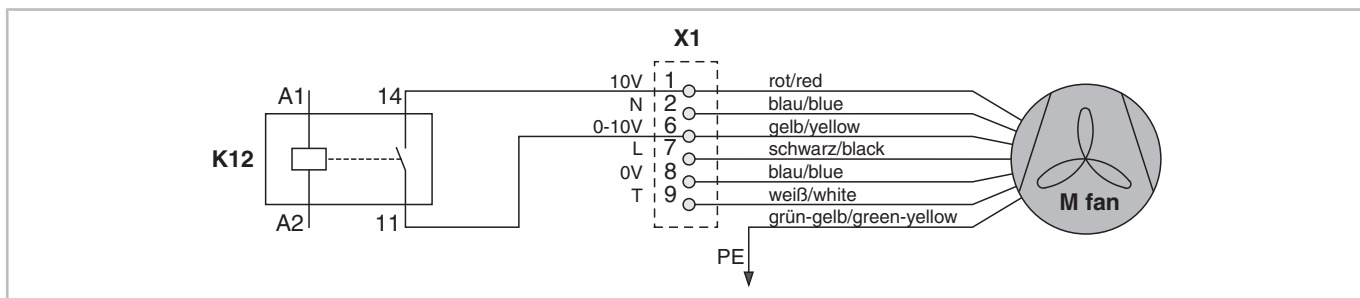 X1
10V 1 rot/red
A1 14
N 2 blau/blue
0-10V 6 gelb/yellow
L 7 schwarz/black
K12
0V 8 blau/blue
T 9 weiß/white
M fan
A2 11
grün-gelb/green-yellow
PE